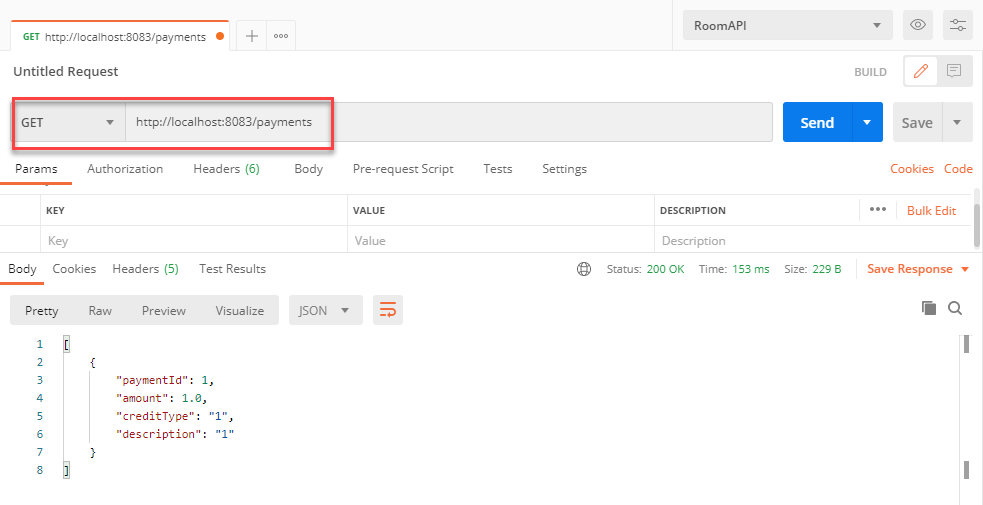 GET http://localhost:8083/payments
RoomAPI
Untitled Request
BUILD
GET http://localhost:8083/payments Send Save
Params Authorization Headers (6) Body Pre-request Script Tests Settings Cookies Code
KEY VALUE DESCRIPTION ••• Bulk Edit
Key Value Description
Body Cookies Headers (5) Test Results Status: 200 OK Time: 153 ms Size: 229 B Save Response
Pretty Raw Preview Visualize JSON
1 [
2 {
3 "paymentId": 1,
4 "amount": 1.0,
5 "creditType": "1",
6 "description": "1"
7 }
8 ]